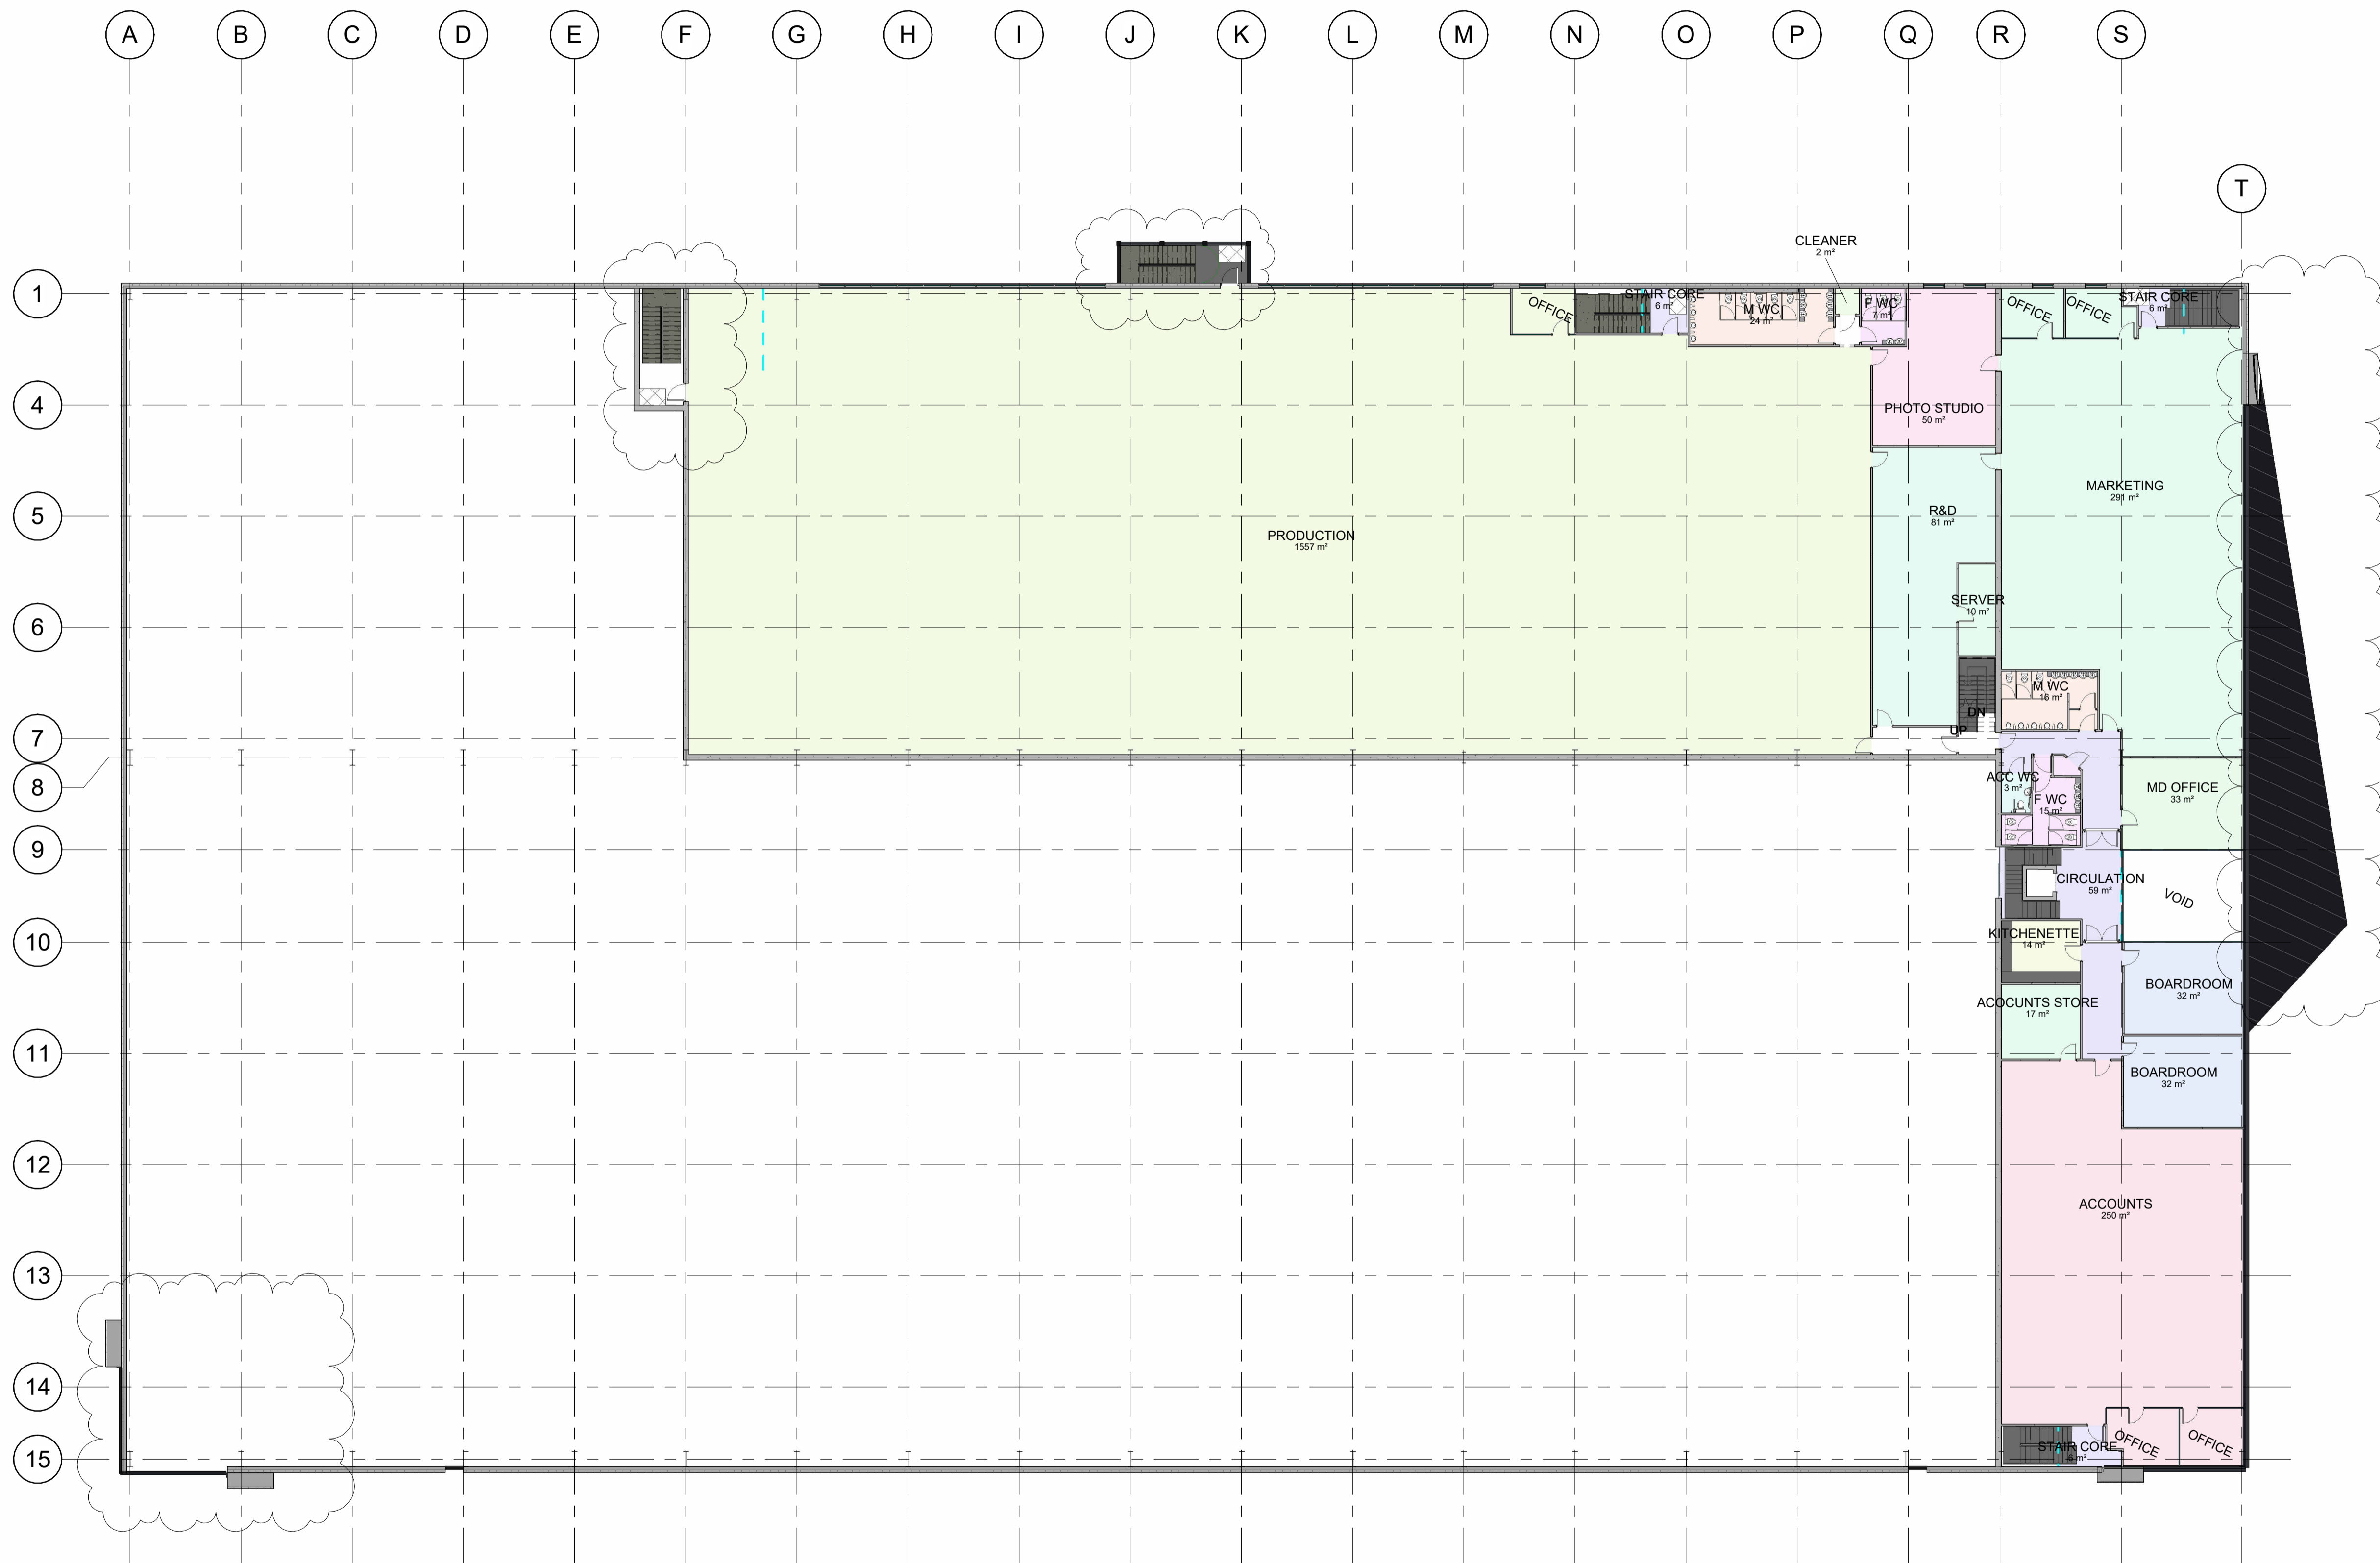 A
B
C
D
E
F
G
H
I
J
K
L
M
N
O
P
Q
R
S
T
1
4
5
6
7
8
9
10
11
12
13
14
15
CLEANER
2 m²
OFFICE
STAIR CORE
6 m²
M WC
24 m²
F WC
7 m²
OFFICE
OFFICE
STAIR CORE
6 m²
PHOTO STUDIO
50 m²
MARKETING
291 m²
R&D
81 m²
PRODUCTION
1557 m²
SERVER
10 m²
M WC
16 m²
DN
UP
ACC WC
3 m²
F WC
15 m²
MD OFFICE
33 m²
CIRCULATION
59 m²
VOID
KITCHENETTE
14 m²
BOARDROOM
32 m²
ACOCUNTS STORE
17 m²
BOARDROOM
32 m²
ACCOUNTS
250 m²
STAIR CORE
6 m²
OFFICE
OFFICE